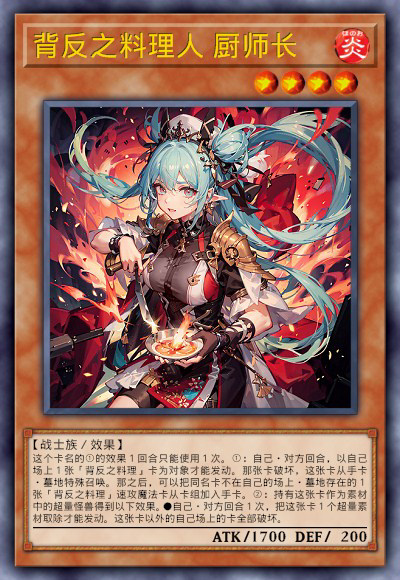 背反之料理人 厨师长
炎
ほのお
【战士族/效果】
这个卡名的①的效果1回合只能使用1次。①：自己·对方回合，以自己
场上1张「背反之料理」卡为对象才能发动。那张卡破坏，这张卡从手卡
·墓地特殊召唤。那之后，可以把同名卡不在自己的场上·墓地存在的1
张「背反之料理」速攻魔法卡从卡组加入手卡。②：持有这张卡作为素材
中的超量怪兽得到以下效果。●自己·对方1回合1次，把这张卡1个超量素
材取除才能发动。这张卡以外的自己场上的卡全部破坏。
ATK/1700 DEF/ 200